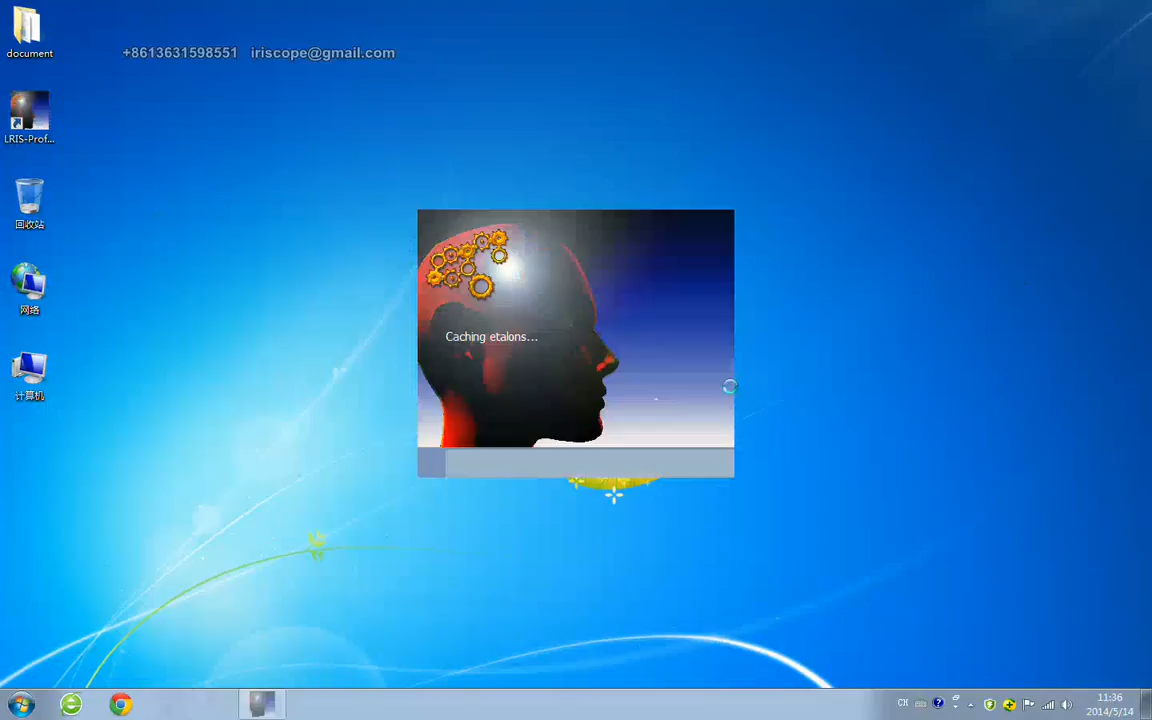 document
+8613631598551 iriscope@gmail.com
LRIS-Prof...
回收站
网络
计算机
Caching etalons...
CH
11:36
2014/5/14